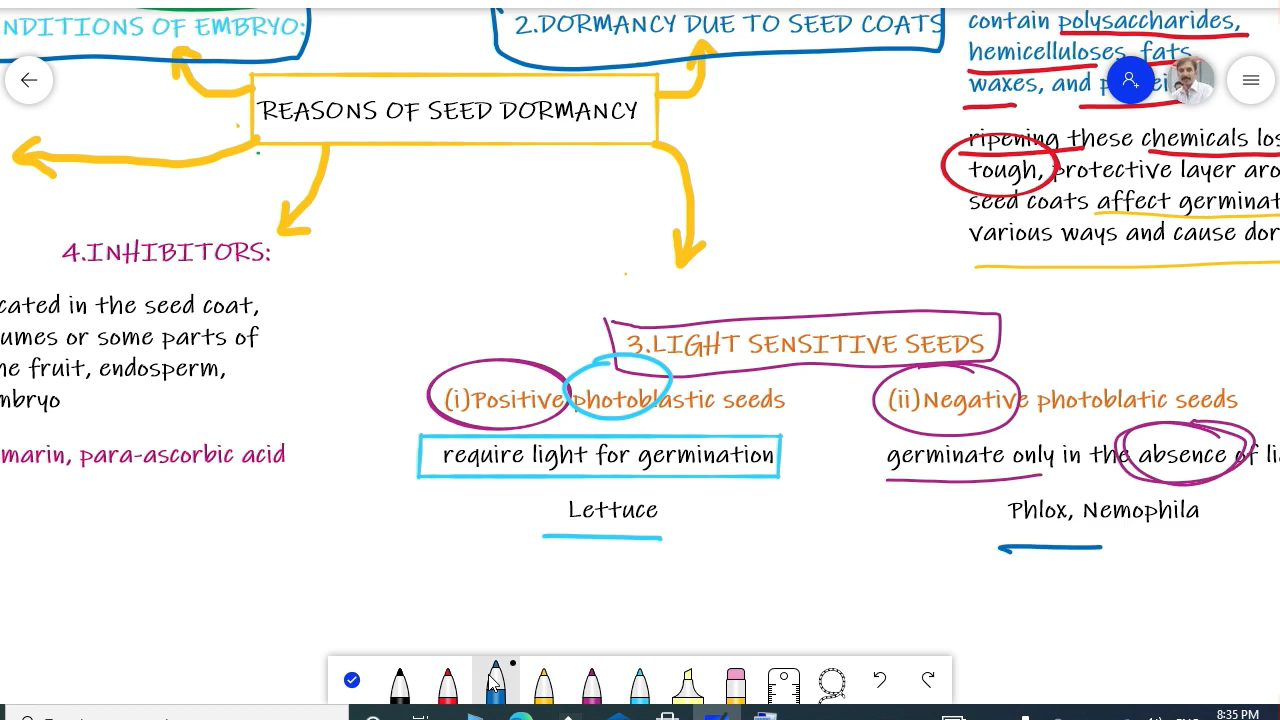 NDITIONS OF EMBRYO:
2.DORMANCY DUE TO SEED COATS
REASONS OF SEED DORMANCY
contain polysaccharides,
hemicelluloses, fats
waxes, and
ripening these chemicals los
tough, protective layer aro
seed coats affect germinat
various ways and cause dor
4.INHIBITORS:
cated in the seed coat,
umes or some parts of
ne fruit, endosperm,
mbryo
marin, para-ascorbic acid
3.LIGHT SENSITIVE SEEDS
(i)Positive photoblastic seeds
require light for germination
Lettuce
(ii)Negative photoblatic seeds
germinate only in the absence of li
Phlox, Nemophila
8:35 PM